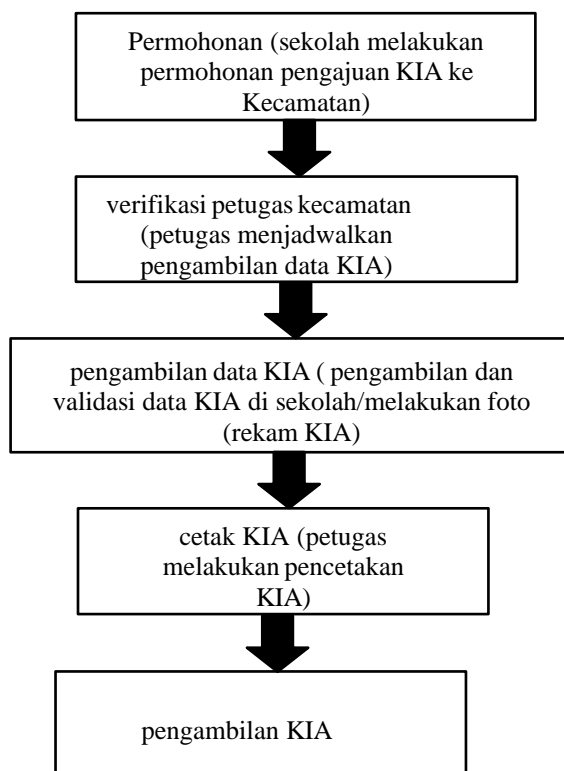 Permohonan (sekolah melakukan
permohonan pengajuan KIA ke
Kecamatan)
verifikasi petugas kecamatan
(petugas menjadwalkan
pengambilan data KIA)
pengambilan data KIA ( pengambilan dan
validasi data KIA di sekolah/melakukan foto
(rekam KIA)
cetak KIA (petugas
melakukan pencetakan
KIA)
pengambilan KIA